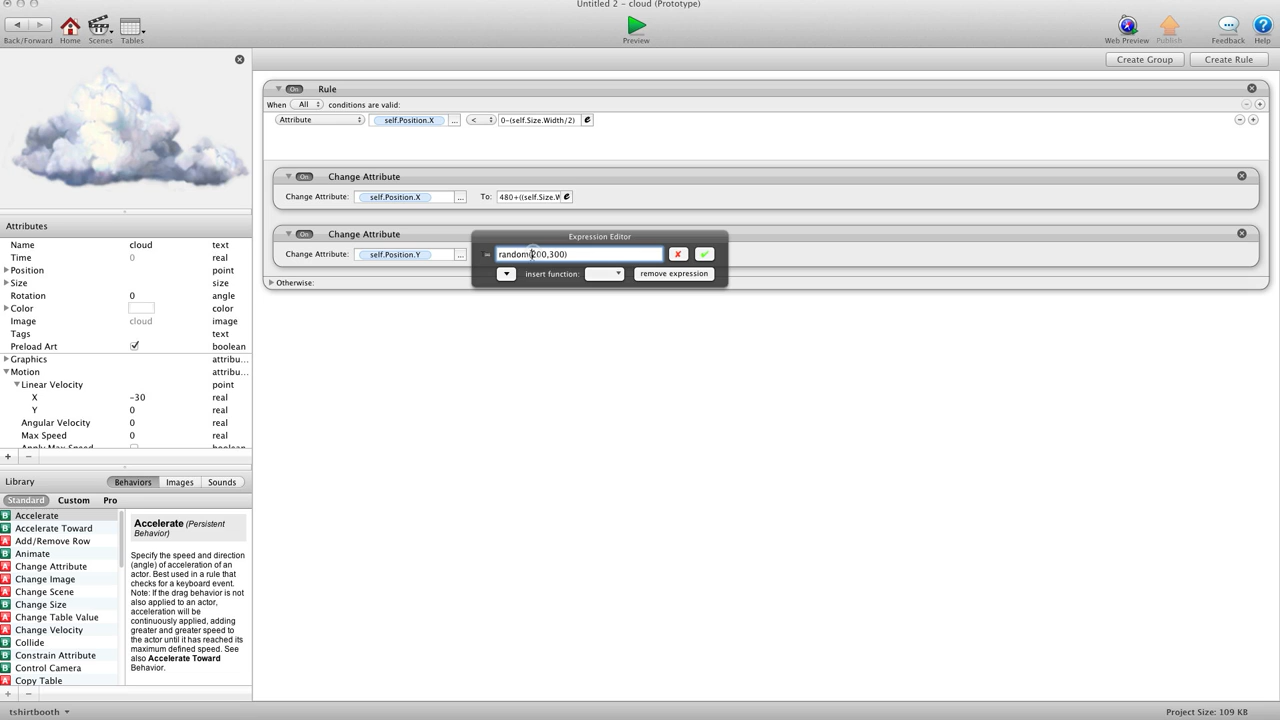 Untitled 2 – cloud (Prototype)
Back/Forward
Home
Scenes
Tables
Preview
Web Preview
Publish
Feedback
Help
Create Group
Create Rule
On
Rule
When
All
conditions are valid:
Attribute
self.Position.X
...
<
0-(self.Size.Width/2)
e
On
Change Attribute
Change Attribute:
self.Position.X
...
To:
480+((self.Size.W
e
On
Change Attribute
Change Attribute:
self.Position.Y
...
Expression Editor
=
random(200,300)
insert function:
remove expression
Otherwise:
Attributes
Name cloud text
Time 0 real
Position point
Size size
Rotation 0 angle
Color color
Image cloud image
Tags text
Preload Art boolean
Graphics attribu...
Motion attribu...
Linear Velocity point
X -30 real
Y 0 real
Angular Velocity 0 real
Max Speed 0 real
Apply Max Speed boolean
Library
Behaviors
Images
Sounds
Standard
Custom
Pro
B Accelerate
B Accelerate Toward
A Add/Remove Row
B Animate
A Change Attribute
A Change Image
A Change Scene
B Change Size
A Change Table Value
A Change Velocity
B Collide
B Constrain Attribute
B Control Camera
A Copy Table
Accelerate (Persistent
Behavior)
Specify the speed and direction
(angle) of acceleration of an
actor. Best used in a rule that
checks for a keyboard event.
Note: If the drag behavior is not
also applied to an actor,
acceleration will be
continuously applied, adding
greater and greater speed to
the actor until it has reached its
maximum defined speed. See
also Accelerate Toward
Behavior.
tshirtbooth
Project Size: 109 KB